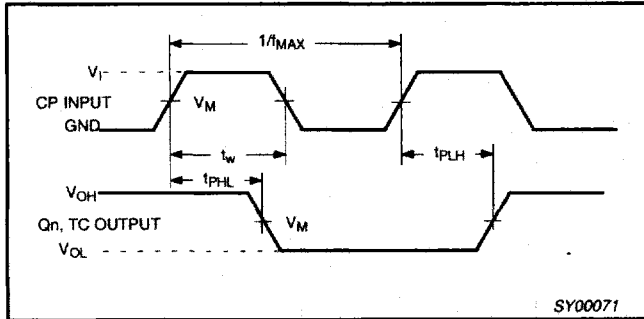 1/fMAX
VI
CP INPUT
VM
GND
tw
tPLH
tPHL
VOH
Qn, TC OUTPUT
VM
VOL
SY00071